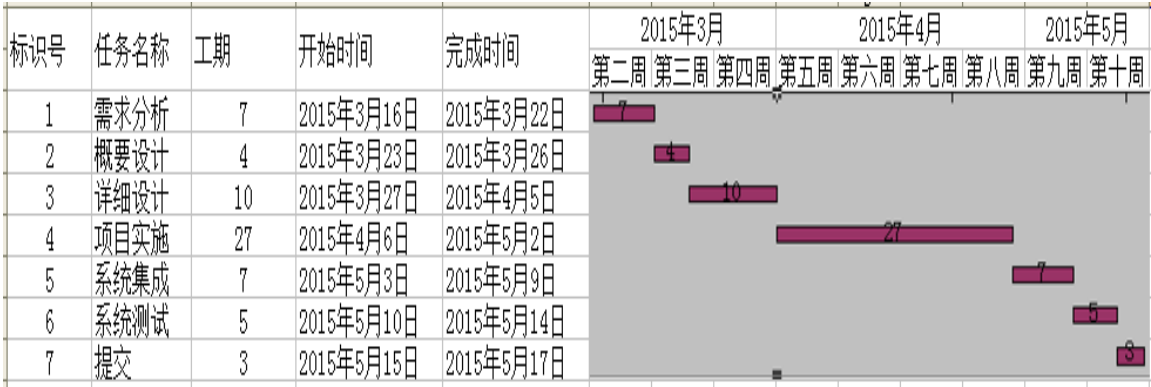 标识号 任务名称 工期 开始时间 完成时间 2015年3月 2015年4月 2015年5月
第二周 第三周 第四周 第五周 第六周 第七周 第八周 第九周 第十周
1 需求分析 7 2015年3月16日 2015年3月22日 7
2 概要设计 4 2015年3月23日 2015年3月26日 4
3 详细设计 10 2015年3月27日 2015年4月5日 10
4 项目实施 27 2015年4月6日 2015年5月2日 27
5 系统集成 7 2015年5月3日 2015年5月9日 7
6 系统测试 5 2015年5月10日 2015年5月14日 5
7 提交 3 2015年5月15日 2015年5月17日 3